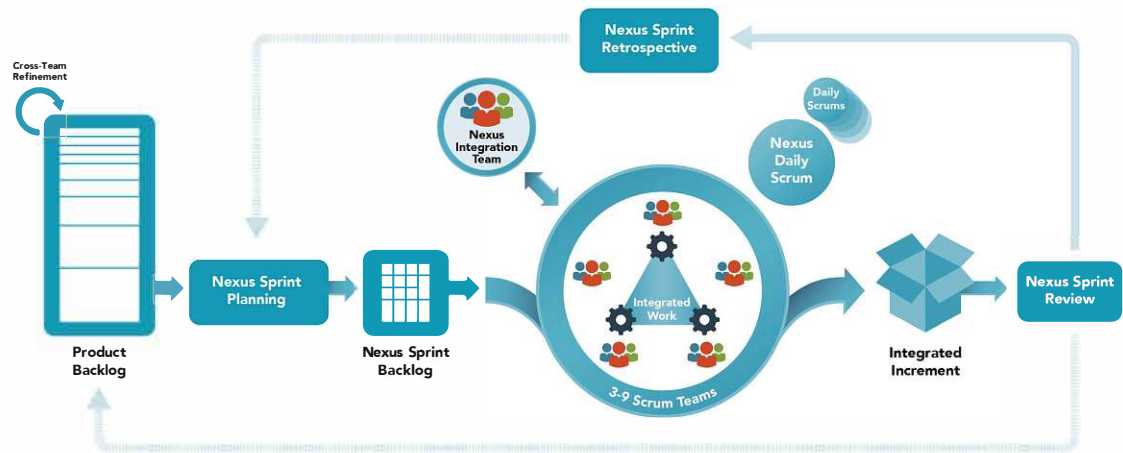 Nexus Sprint
Retrospective
Cross-Team
Refinement
Daily
Scrums
Nexus
Integration
Team
Nexus
Daily
Scrum
Nexus Sprint
Planning
Integrated
Work
Nexus Sprint
Review
Product
Backlog
Nexus Sprint
Backlog
Integrated
Increment
3-9 Scrum Teams